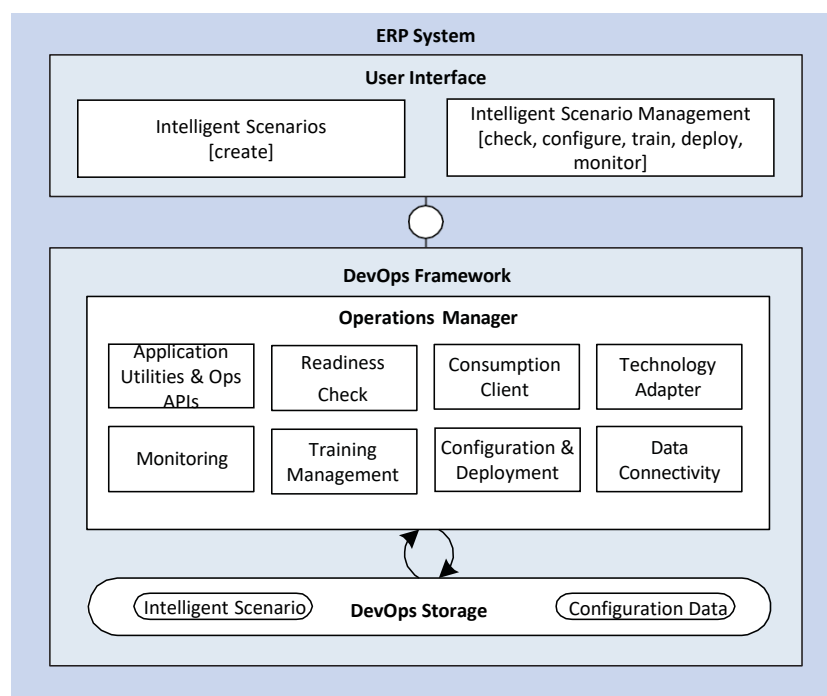 ERP System
User Interface
Intelligent Scenarios
[create]
Intelligent Scenario Management
[check, configure, train, deploy,
monitor]
DevOps Framework
Operations Manager
Application
Utilities & Ops
APIs
Readiness
Check
Consumption
Client
Technology
Adapter
Monitoring
Training
Management
Configuration &
Deployment
Data
Connectivity
Intelligent Scenario
DevOps Storage
Configuration Data